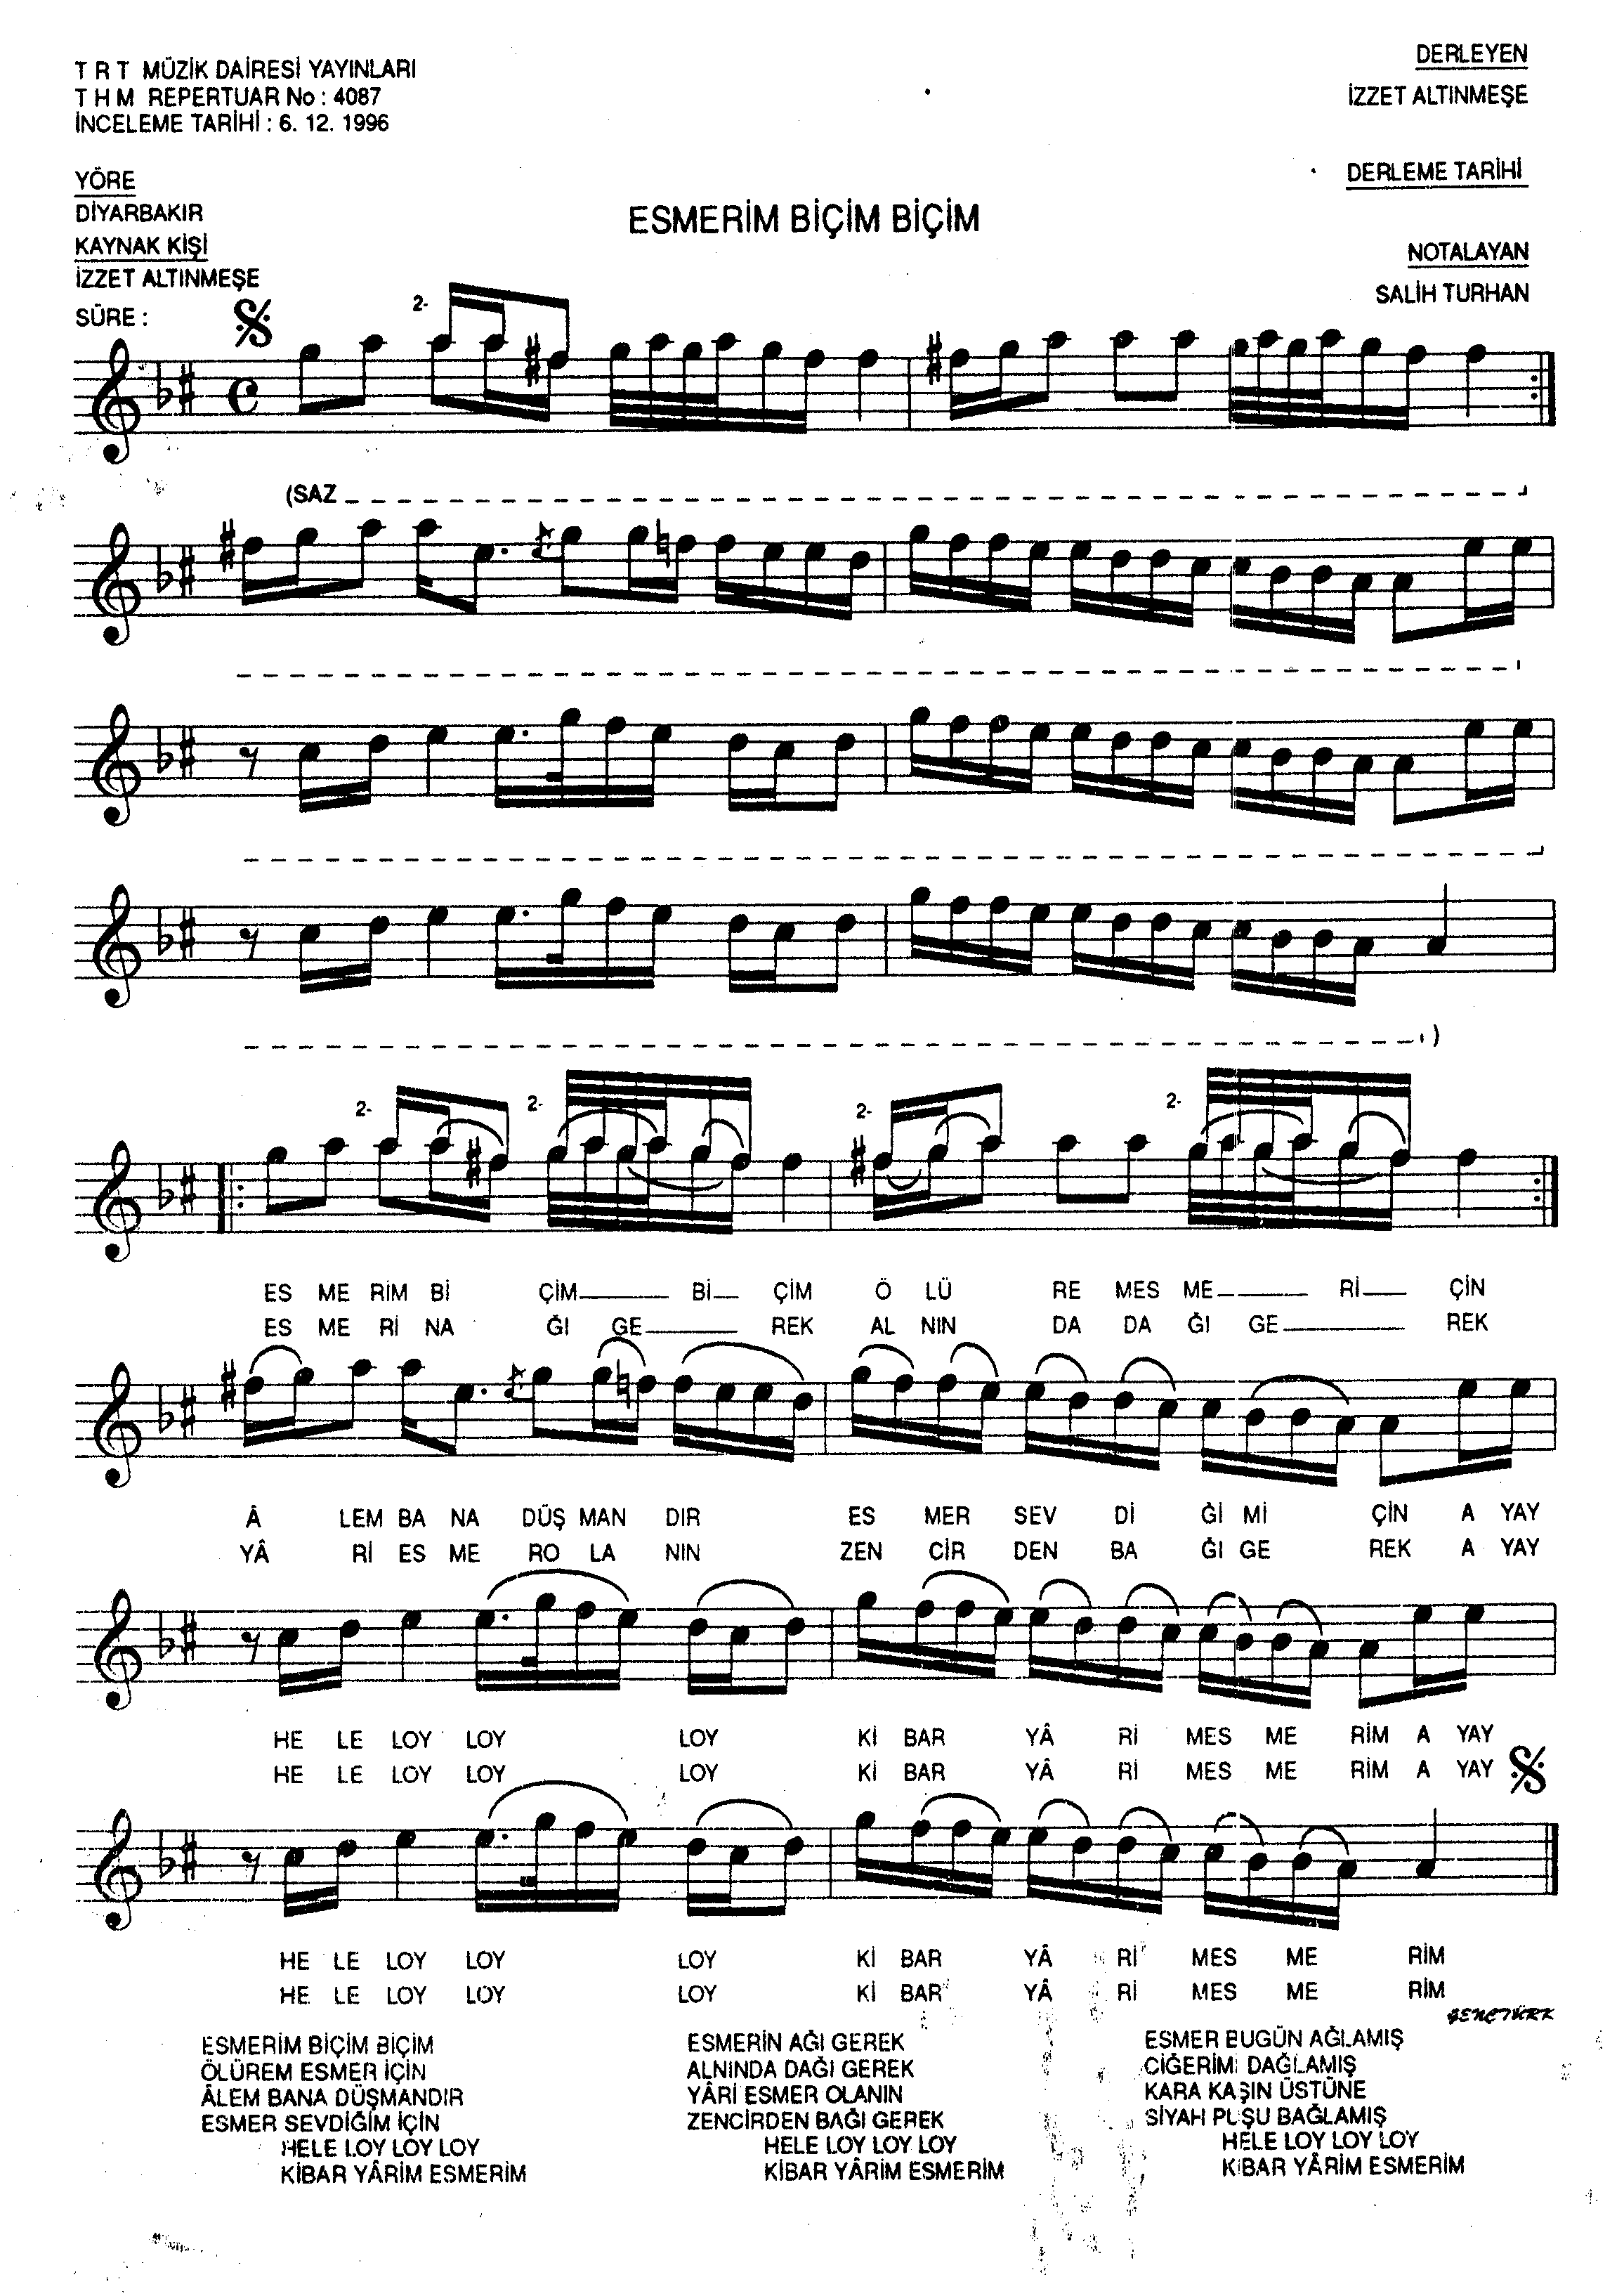 T R T MÜZİK DAİRESİ YAYINLARI
T H M REPERTUAR No : 4087
İNCELEME TARİHİ : 6. 12. 1996
DERLEYEN
İZZET ALTINMEŞE
YÖRE
DİYARBAKIR
KAYNAK KİŞİ
İZZET ALTINMEŞE
SÜRE :
ESMERİM BİÇİM BİÇİM
DERLEME TARİHİ
NOTALAYAN
SALİH TURHAN
2-
(SAZ
)
2- 2- 2- 2-
ES ME RİM Bİ ÇİM Bİ ÇİM Ö LÜ RE MES ME Rİ ÇİN
ES ME Rİ NA ĞI GE REK AL NIN DA DA ĞI GE REK
Â LEM BA NA DÜŞ MAN DIR ES MER SEV Dİ Ğİ Mİ ÇİN A YAY
YÂ Rİ ES ME RO LA NIN ZEN CİR DEN BA ĞI GE REK A YAY
HE LE LOY LOY LOY Kİ BAR YÂ Rİ MES ME RİM A YAY
HE LE LOY LOY LOY Kİ BAR YÂ Rİ MES ME RİM A YAY
HE LE LOY LOY LOY Kİ BAR YÂ Rİ MES ME RİM
HE LE LOY LOY LOY Kİ BAR YÂ Rİ MES ME RİM
GENÇTÜRK
ESMERİM BİÇİM BİÇİM
ÖLÜREM ESMER İÇİN
ÂLEM BANA DÜŞMANDIR
ESMER SEVDİĞİM İÇİN
HELE LOY LOY LOY
KİBAR YÂRİM ESMERİM
ESMERİN AĞI GEREK
ALNINDA DAĞI GEREK
YÂRİ ESMER OLANIN
ZENCİRDEN BAĞI GEREK
HELE LOY LOY LOY
KİBAR YÂRİM ESMERİM
ESMER BUGÜN AĞLAMIŞ
CİĞERİMİ DAĞLAMIŞ
KARA KAŞIN ÜSTÜNE
SİYAH PUŞU BAĞLAMIŞ
HELE LOY LOY LOY
KİBAR YÂRİM ESMERİM